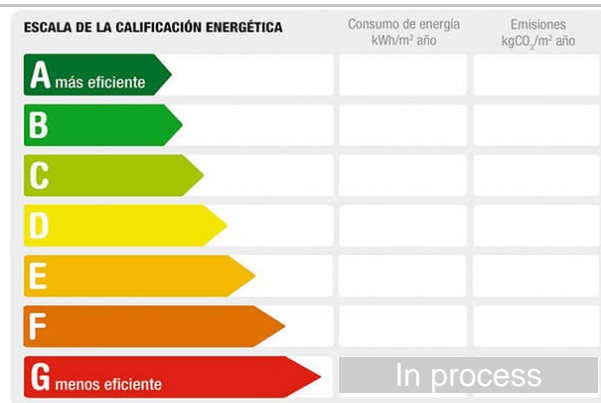 ESCALA DE LA CALIFICACIÓN ENERGÉTICA
Consumo de energía
kWh/m² año
Emisiones
kgCO₂/m² año
A más eficiente
B
C
D
E
F
G menos eficiente
In process